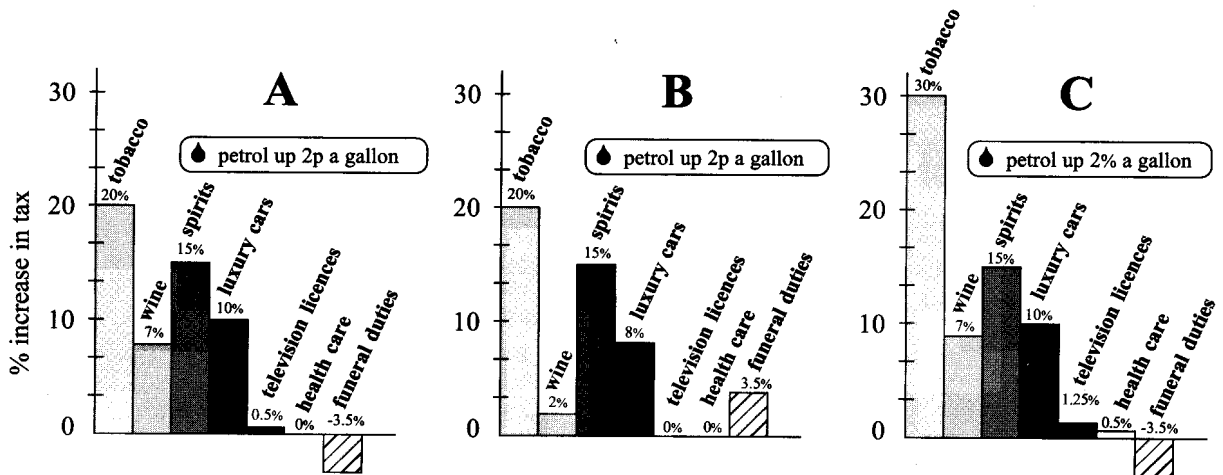 % increase in tax
30
20
10
0
A
petrol up 2p a gallon
tobacco
20%
wine
7%
spirits
15%
luxury cars
10%
television licences
0.5%
health care
0%
funeral duties
-3.5%
30
20
10
0
B
petrol up 2p a gallon
tobacco
20%
wine
2%
spirits
15%
luxury cars
8%
television licences
0%
health care
0%
funeral duties
3.5%
30
20
10
0
C
petrol up 2% a gallon
tobacco
30%
wine
7%
spirits
15%
luxury cars
10%
television licences
1.25%
health care
0.5%
funeral duties
-3.5%